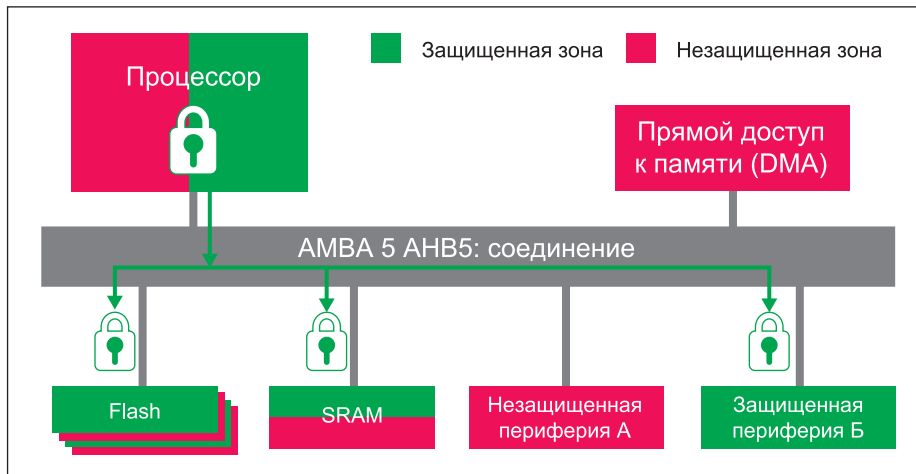 Процессор
Защищенная зона
Незащищенная зона
Прямой доступ
к памяти (DMA)
AMBA 5 AHB5: соединение
Flash
SRAM
Незащищенная
периферия А
Защищенная
периферия Б